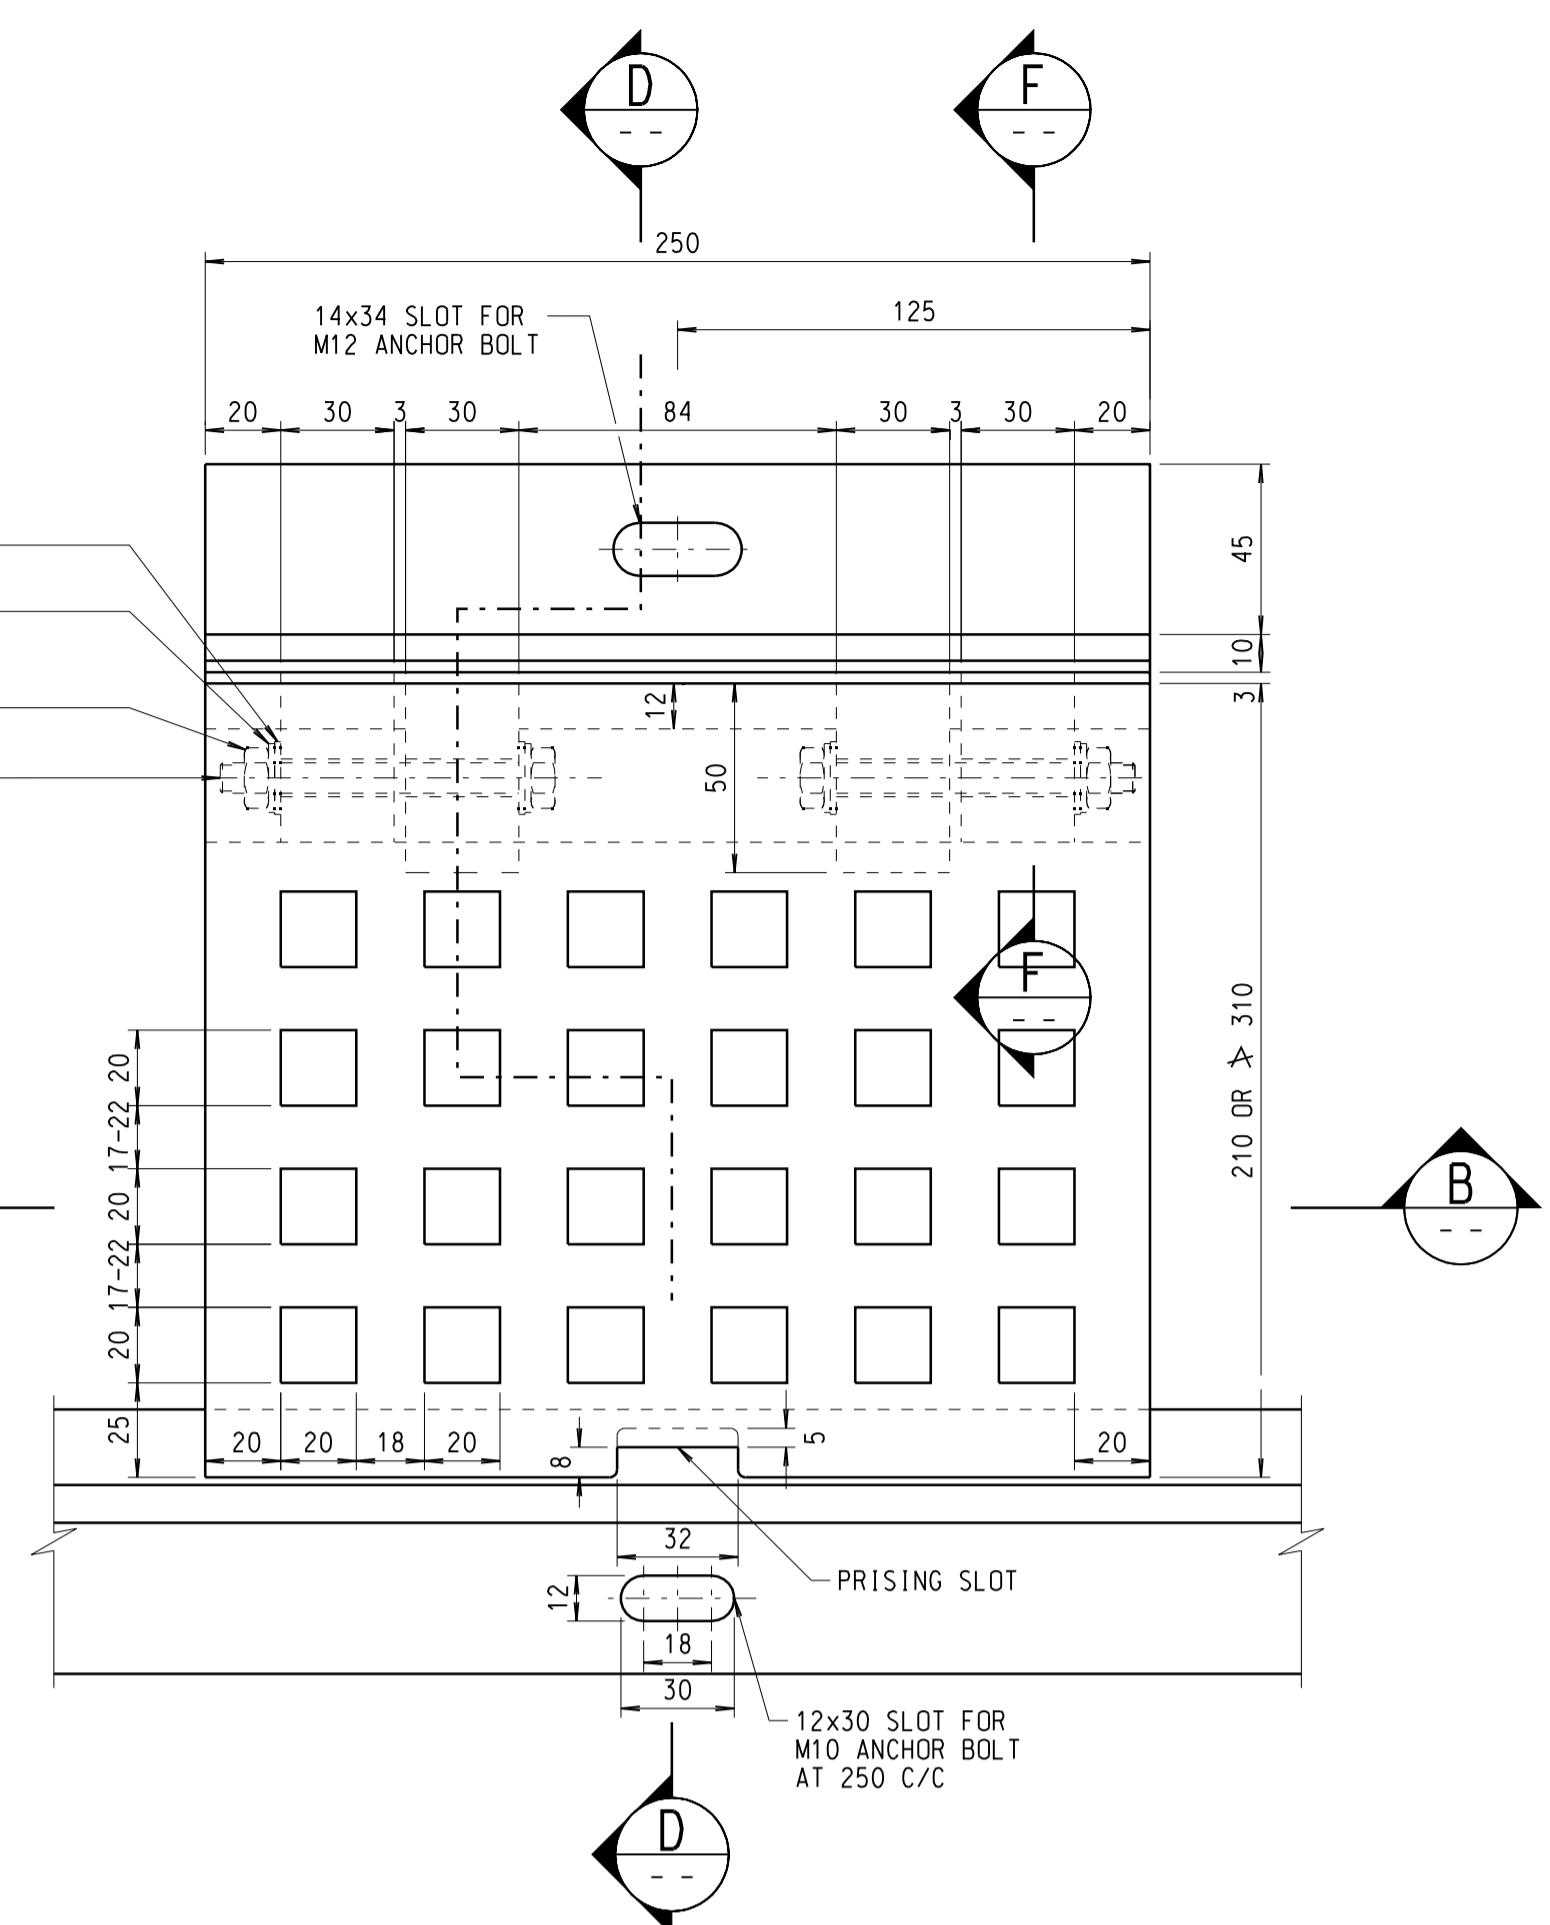 D
- -
F
- -
250
14x34 SLOT FOR
M12 ANCHOR BOLT
125
20 30 3 30 84 30 3 30 20
45
10
3
12
50
F
- -
210 OR ⊁ 310
20
17-22
20
17-22
20
25
B
- -
20 20 18 20
8
5
20
32
PRISING SLOT
12
18
30
12x30 SLOT FOR
M10 ANCHOR BOLT
AT 250 C/C
D
- -